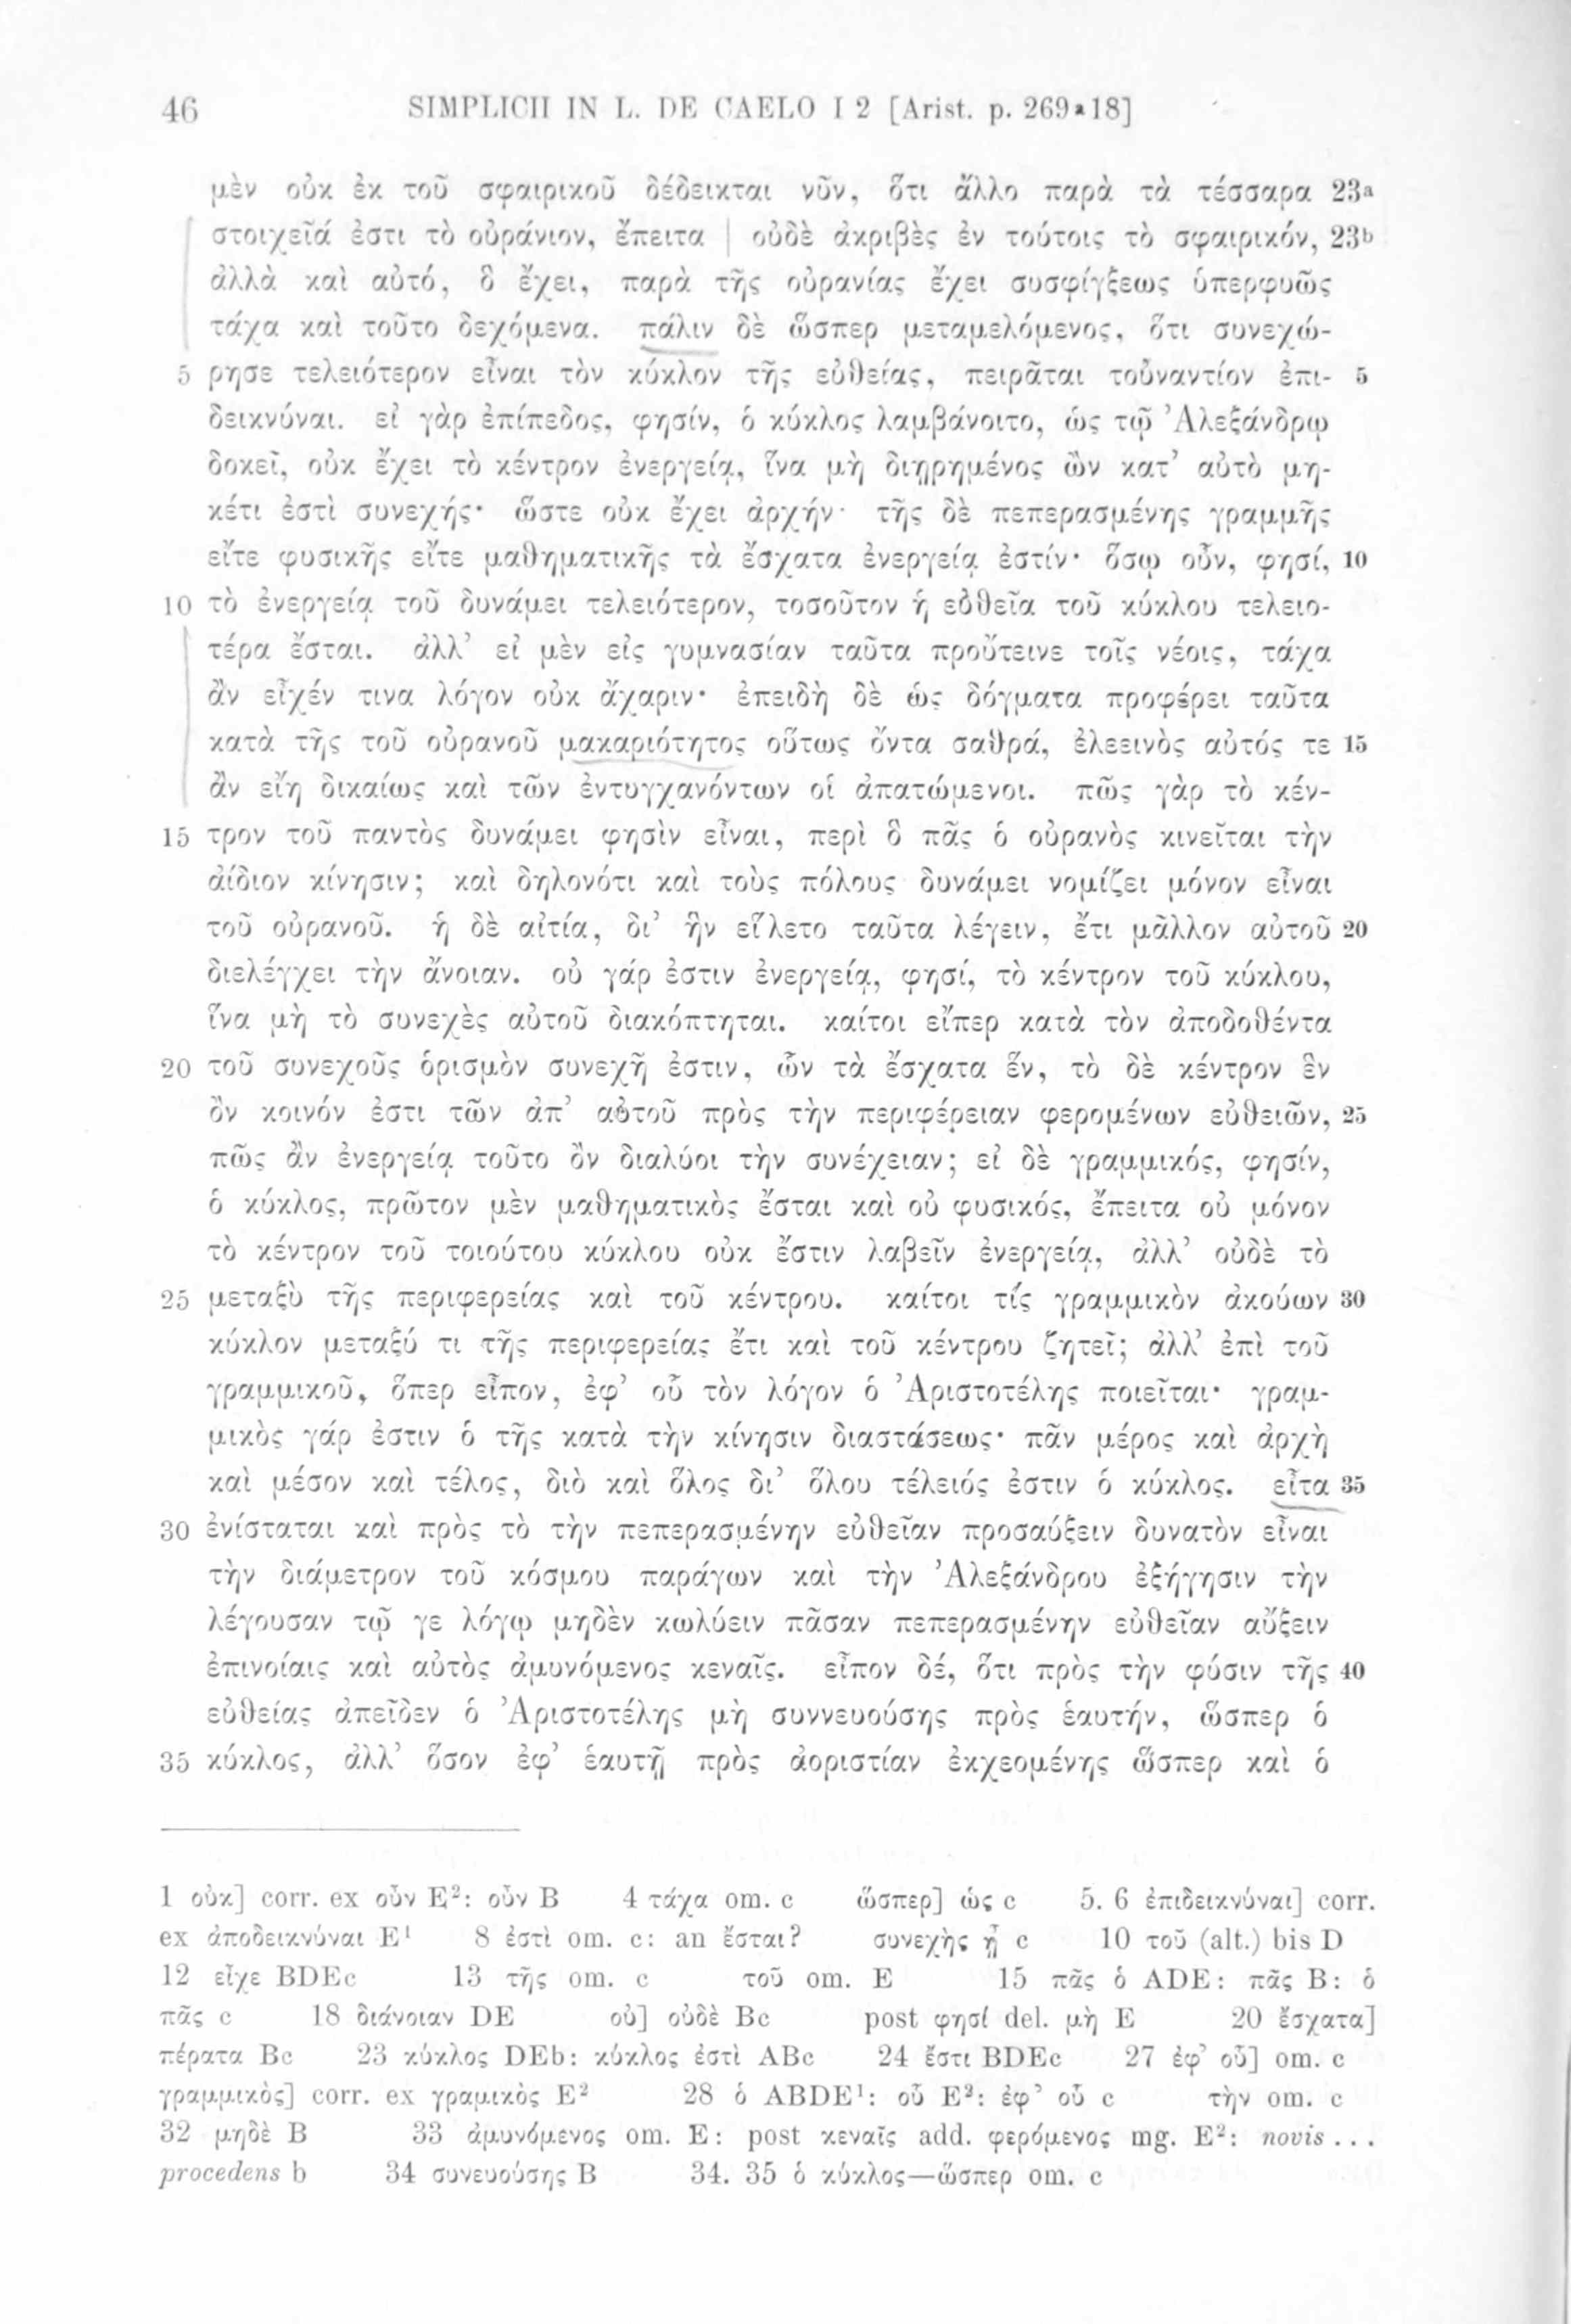 46 SIMPLICII IN L. DE CAELO I 2 [Arist. p. 269a18]
μὲν οὐκ ἐκ τοῦ σφαιρικοῦ δέδεικται νῦν, ὅτι ἄλλο παρὰ τὰ τέσσαρα 23a
στοιχεῖά ἐστι τὸ οὐράνιον, ἔπειτα | οὐδὲ ἀκριβὲς ἐν τούτοις τὸ σφαιρικόν, 23b
ἀλλὰ καὶ αὐτό, ὃ ἔχει, παρὰ τῆς οὐρανίας ἔχει συσφίγξεως ὑπερφυῶς
τάχα καὶ τοῦτο δεχόμενα. πάλιν δὲ ὥσπερ μεταμελόμενος, ὅτι συνεχώ-
5 ρησε τελειότερον εἶναι τὸν κύκλον τῆς εὐθείας, πειρᾶται τοὐναντίον ἐπι- 5
δεικνύναι. εἰ γὰρ ἐπίπεδος, φησίν, ὁ κύκλος λαμβάνοιτο, ὡς τῷ Ἀλεξάνδρῳ
δοκεῖ, οὐκ ἔχει τὸ κέντρον ἐνεργείᾳ, ἵνα μὴ διῃρημένος ὢν κατ’ αὐτὸ μη-
κέτι ἐστὶ συνεχής· ὥστε οὐκ ἔχει ἀρχήν· τῆς δὲ πεπερασμένης γραμμῆς
εἴτε φυσικῆς εἴτε μαθηματικῆς τὰ ἔσχατα ἐνεργείᾳ ἐστίν· ὅσῳ οὖν, φησί, 10
10 τὸ ἐνεργείᾳ τοῦ δυνάμει τελειότερον, τοσοῦτον ἡ εὐθεῖα τοῦ κύκλου τελειο-
τέρα ἔσται. ἀλλ’ εἰ μὲν εἰς γυμνασίαν ταῦτα προὔτεινε τοῖς νέοις, τάχα
ἂν εἶχέν τινα λόγον οὐκ ἄχαριν· ἐπειδὴ δὲ ὡς δόγματα προφέρει ταῦτα
κατὰ τῆς τοῦ οὐρανοῦ μακαριότητος οὕτως ὄντα σαθρά, ἐλεεινὸς αὐτός τε 15
ἂν εἴη δικαίως καὶ τῶν ἐντυγχανόντων οἱ ἀπατώμενοι. πῶς γὰρ τὸ κέν-
15 τρον τοῦ παντὸς δυνάμει φησὶν εἶναι, περὶ ὃ πᾶς ὁ οὐρανὸς κινεῖται τὴν
ἀίδιον κίνησιν; καὶ δηλονότι καὶ τοὺς πόλους δυνάμει νομίζει μόνον εἶναι
τοῦ οὐρανοῦ. ἡ δὲ αἰτία, δι’ ἣν εἵλετο ταῦτα λέγειν, ἔτι μᾶλλον αὐτοῦ 20
διελέγχει τὴν ἄνοιαν. οὐ γάρ ἐστιν ἐνεργείᾳ, φησί, τὸ κέντρον τοῦ κύκλου,
ἵνα μὴ τὸ συνεχὲς αὐτοῦ διακόπτηται. καίτοι εἴπερ κατὰ τὸν ἀποδοθέντα
20 τοῦ συνεχοῦς ὁρισμὸν συνεχῆ ἐστιν, ὧν τὰ ἔσχατα ἕν, τὸ δὲ κέντρον ἓν
ὂν κοινόν ἐστι τῶν ἀπ’ αὐτοῦ πρὸς τὴν περιφέρειαν φερομένων εὐθειῶν, 25
πῶς ἂν ἐνεργείᾳ τοῦτο ὂν διαλύοι τὴν συνέχειαν; εἰ δὲ γραμμικός, φησίν,
ὁ κύκλος, πρῶτον μὲν μαθηματικὸς ἔσται καὶ οὐ φυσικός, ἔπειτα οὐ μόνον
τὸ κέντρον τοῦ τοιούτου κύκλου οὐκ ἔστιν λαβεῖν ἐνεργείᾳ, ἀλλ’ οὐδὲ τὸ
25 μεταξὺ τῆς περιφερείας καὶ τοῦ κέντρου. καίτοι τίς γραμμικὸν ἀκούων 30
κύκλον μεταξύ τι τῆς περιφερείας ἔτι καὶ τοῦ κέντρου ζητεῖ; ἀλλ’ ἐπὶ τοῦ
γραμμικοῦ, ὅπερ εἶπον, ἐφ’ οὗ τὸν λόγον ὁ Ἀριστοτέλης ποιεῖται· γραμ-
μικὸς γάρ ἐστιν ὁ τῆς κατὰ τὴν κίνησιν διαστάσεως· πᾶν μέρος καὶ ἀρχὴ
καὶ μέσον καὶ τέλος, διὸ καὶ ὅλος δι’ ὅλου τέλειός ἐστιν ὁ κύκλος. εἶτα 35
30 ἐνίσταται καὶ πρὸς τὸ τὴν πεπερασμένην εὐθεῖαν προσαύξειν δυνατὸν εἶναι
τὴν διάμετρον τοῦ κόσμου παράγων καὶ τὴν Ἀλεξάνδρου ἐξήγησιν τὴν
λέγουσαν τῷ γε λόγῳ μηδὲν κωλύειν πᾶσαν πεπερασμένην εὐθεῖαν αὔξειν
ἐπινοίαις καὶ αὐτὸς ἀμυνόμενος κεναῖς. εἶπον δέ, ὅτι πρὸς τὴν φύσιν τῆς 40
εὐθείας ἀπεῖδεν ὁ Ἀριστοτέλης μὴ συννευούσης πρὸς ἑαυτήν, ὥσπερ ὁ
35 κύκλος, ἀλλ’ ὅσον ἐφ’ ἑαυτῇ πρὸς ἀοριστίαν ἐκχεομένης ὥσπερ καὶ ὁ
1 οὐκ] corr. ex οὖν E²: οὖν B 4 τάχα om. c ὥσπερ] ὡς c 5. 6 ἐπιδεικνύναι] corr.
ex ἀποδεικνύναι E¹ 8 ἐστὶ om. c: an ἔσται? συνεχὴς ᾖ c 10 τοῦ (alt.) bis D
12 εἶχε BDEc 13 τῆς om. c τοῦ om. E 15 πᾶς ὁ ADE: πᾶς B: ὁ
πᾶς c 18 διάνοιαν DE οὐ] οὐδὲ Bc post φησί del. μὴ E 20 ἔσχατα]
πέρατα Bc 23 κύκλος DEb: κύκλος ἐστὶ ABc 24 ἔστι BDEc 27 ἐφ’ οὗ] om. c
γραμμικὸς] corr. ex γραμικὸς E² 28 ὁ ABDE¹: οὗ E²: ἐφ’ οὗ c τὴν om. c
32 μηδὲ B 33 ἀμυνόμενος om. E: post κεναῖς add. φερόμενος mg. E²: novis . . .
procedens b 34 συνευούσης B 34. 35 ὁ κύκλος—ὥσπερ om. c